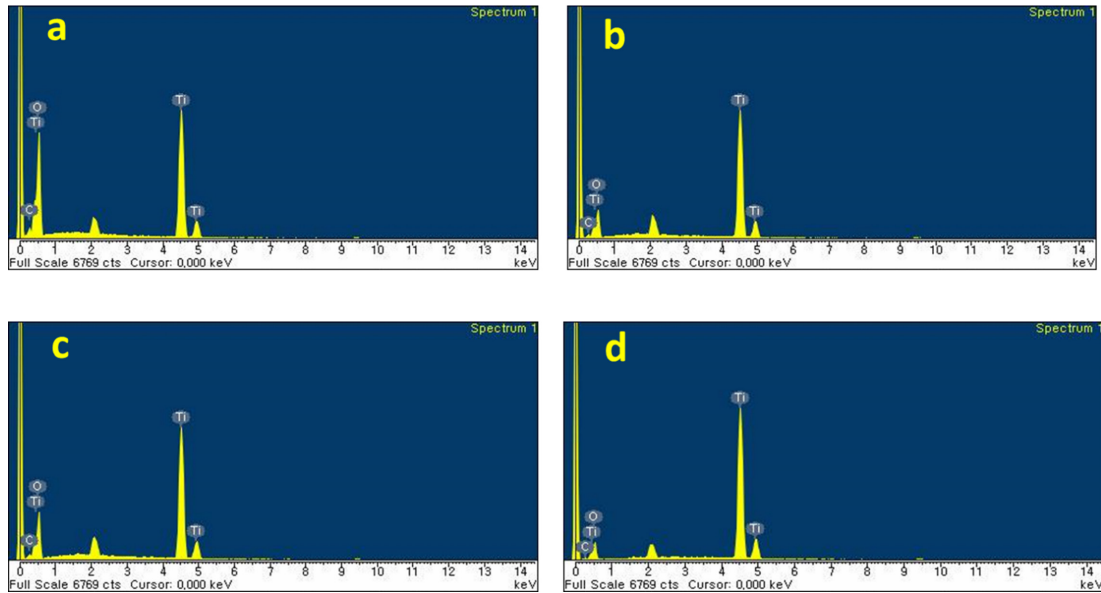 a
Spectrum 1
O
Ti
Ti
C
Ti
0 1 2 3 4 5 6 7 8 9 10 11 12 13 14
Full Scale 6769 cts Cursor: 0,000 keV keV
b
Spectrum 1
Ti
O
Ti
Ti
C
0 1 2 3 4 5 6 7 8 9 10 11 12 13 14
Full Scale 6769 cts Cursor: 0,000 keV keV
c
Spectrum 1
Ti
O
Ti
Ti
C
0 1 2 3 4 5 6 7 8 9 10 11 12 13 14
Full Scale 6769 cts Cursor: 0,000 keV keV
d
Spectrum 1
Ti
O
Ti
Ti
C
0 1 2 3 4 5 6 7 8 9 10 11 12 13 14
Full Scale 6769 cts Cursor: 0,000 keV keV